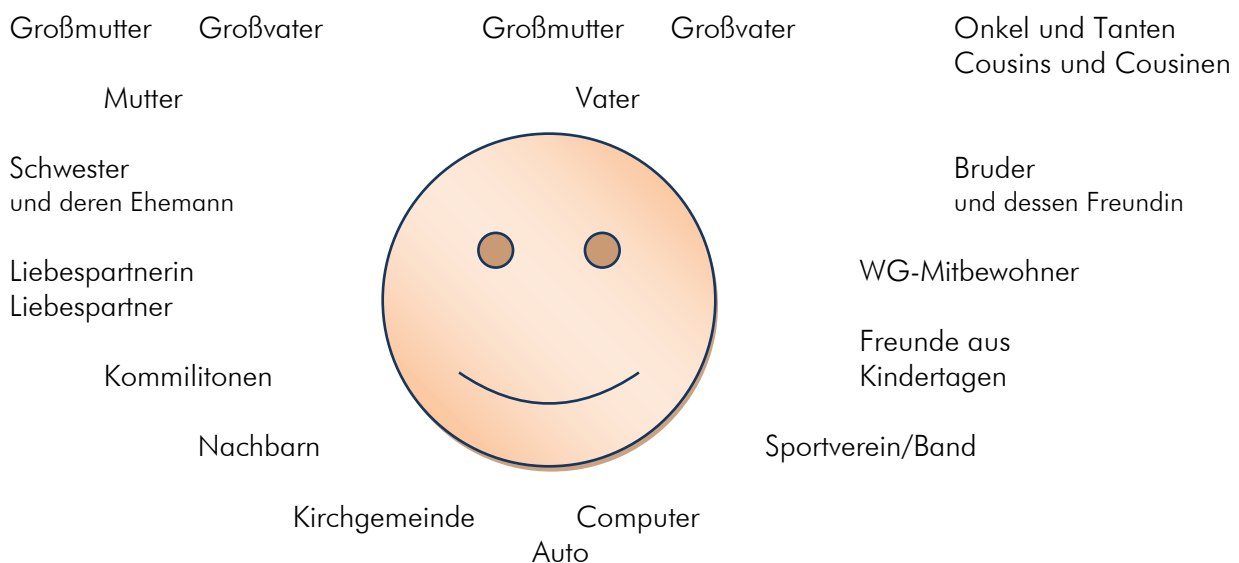 Großmutter Großvater Großmutter Großvater Onkel und Tanten
Cousins und Cousinen
Mutter Vater
Schwester Bruder
und deren Ehemann und dessen Freundin
Liebespartnerin WG-Mitbewohner
Liebespartner
Freunde aus
Kommilitonen Kindertagen
Nachbarn Sportverein/Band
Kirchgemeinde Computer
Auto